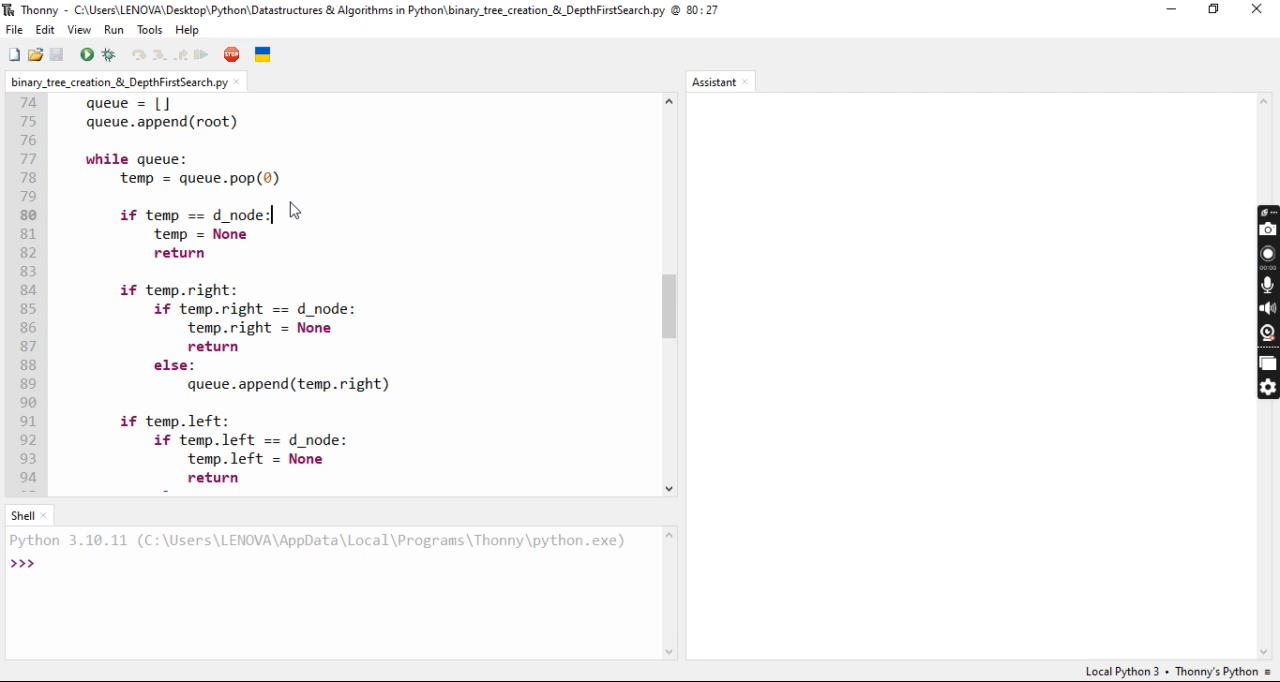 Thonny - C:\Users\LENOVA\Desktop\Python\Datastructures & Algorithms in Python\binary_tree_creation_&_DepthFirstSearch.py @ 80:27
File Edit View Run Tools Help
STOP
binary_tree_creation_&_DepthFirstSearch.py ×
Assistant ×
74 queue = []
75 queue.append(root)
76
77 while queue:
78 temp = queue.pop(0)
79
80 if temp == d_node:
81 temp = None
82 return
83
84 if temp.right:
85 if temp.right == d_node:
86 temp.right = None
87 return
88 else:
89 queue.append(temp.right)
90
91 if temp.left:
92 if temp.left == d_node:
93 temp.left = None
94 return
00:00
Shell ×
Python 3.10.11 (C:\Users\LENOVA\AppData\Local\Programs\Thonny\python.exe)
>>>
Local Python 3 • Thonny's Python ≡